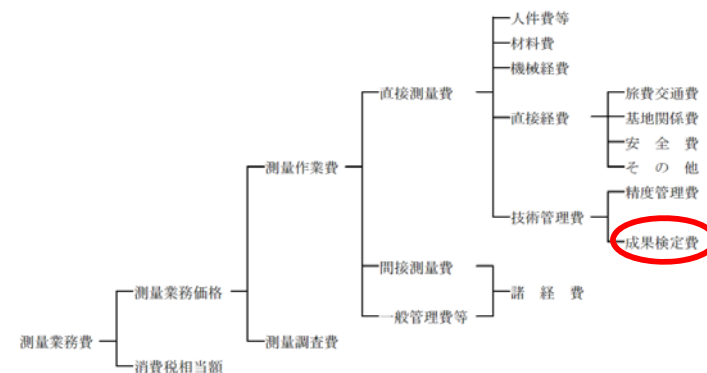 人件費等
材料費
機械経費
直接測量費
直接経費
旅費交通費
基地関係費
安 全 費
そ の 他
測量作業費
技術管理費
精度管理費
成果検定費
間接測量費
測量業務価格
諸 経 費
一般管理費等
測量業務費
測量調査費
消費税相当額